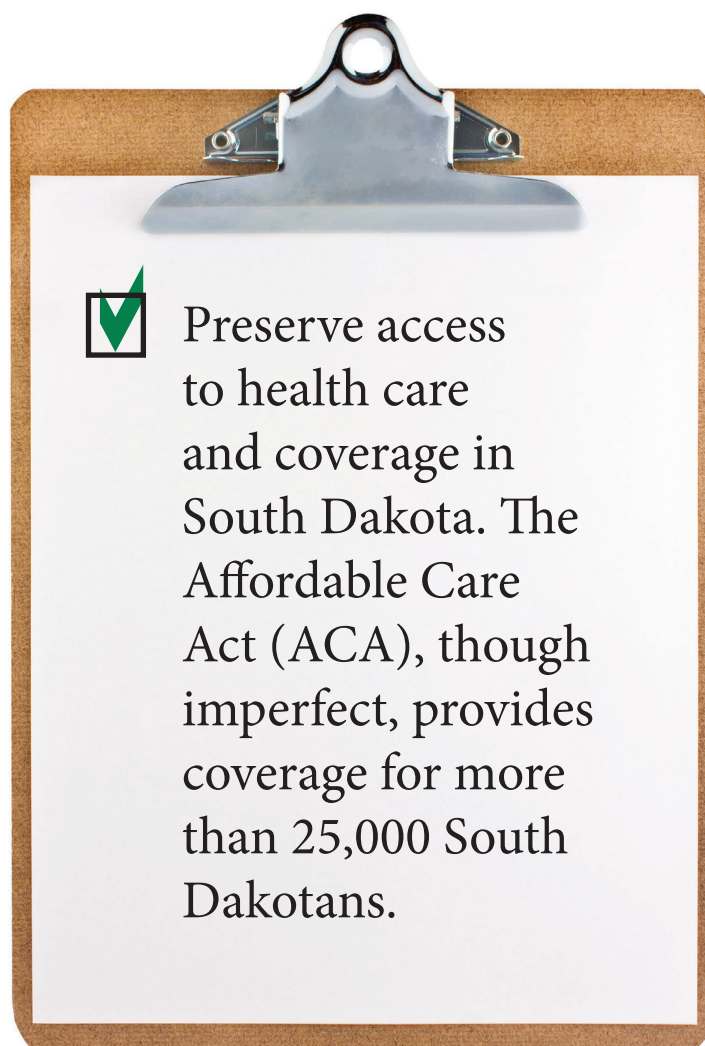 Preserve access
to health care
and coverage in
South Dakota. The
Affordable Care
Act (ACA), though
imperfect, provides
coverage for more
than 25,000 South
Dakotans.